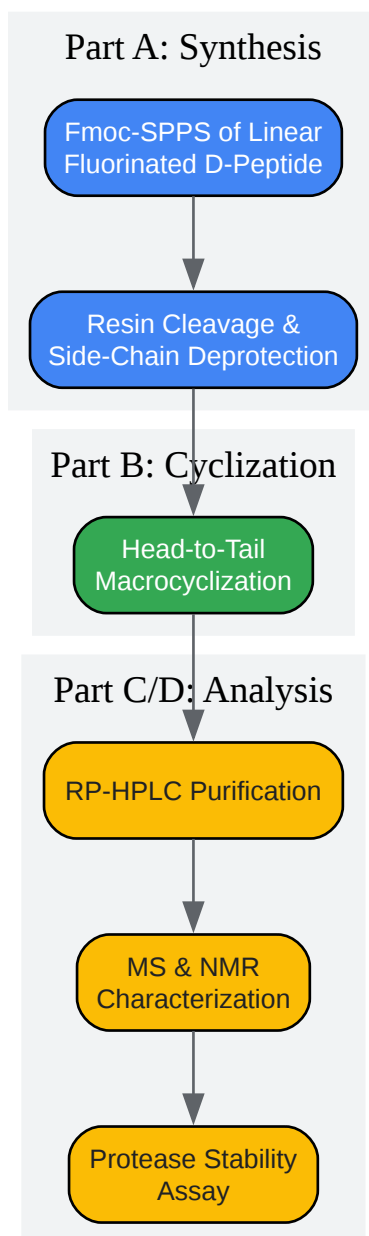 Part A: Synthesis
Fmoc-SPPS of Linear
Fluorinated D-Peptide
Resin Cleavage &
Side-Chain Deprotection
Part B: Cyclization
Head-to-Tail
Macrocyclization
Part C/D: Analysis
RP-HPLC Purification
MS & NMR
Characterization
Protease Stability
Assay